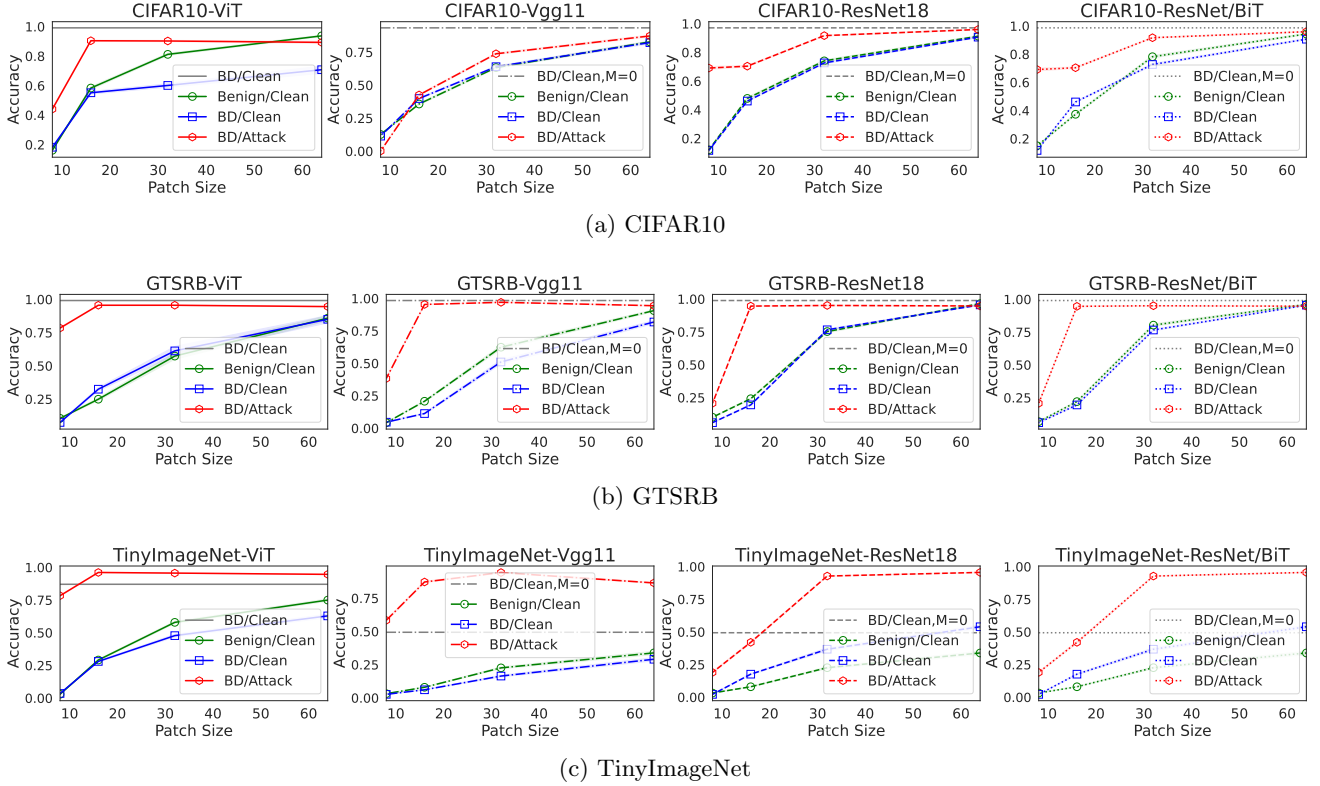 CIFAR10-ViT
Accuracy
1.0
0.8
0.6
0.4
0.2
BD/Clean
Benign/Clean
BD/Clean
BD/Attack
10 20 30 40 50 60
Patch Size
CIFAR10-Vgg11
Accuracy
0.75
0.50
0.25
0.00
BD/Clean,M=0
Benign/Clean
BD/Clean
BD/Attack
10 20 30 40 50 60
Patch Size
CIFAR10-ResNet18
Accuracy
1.0
0.8
0.6
0.4
0.2
BD/Clean,M=0
Benign/Clean
BD/Clean
BD/Attack
10 20 30 40 50 60
Patch Size
CIFAR10-ResNet/BiT
Accuracy
1.0
0.8
0.6
0.4
0.2
BD/Clean,M=0
Benign/Clean
BD/Clean
BD/Attack
10 20 30 40 50 60
Patch Size
(a) CIFAR10
GTSRB-ViT
Accuracy
1.00
0.75
0.50
0.25
BD/Clean
Benign/Clean
BD/Clean
BD/Attack
10 20 30 40 50 60
Patch Size
GTSRB-Vgg11
Accuracy
1.00
0.75
0.50
0.25
0.00
BD/Clean,M=0
Benign/Clean
BD/Clean
BD/Attack
10 20 30 40 50 60
Patch Size
GTSRB-ResNet18
Accuracy
1.00
0.75
0.50
0.25
BD/Clean,M=0
Benign/Clean
BD/Clean
BD/Attack
10 20 30 40 50 60
Patch Size
GTSRB-ResNet/BiT
Accuracy
1.00
0.75
0.50
0.25
BD/Clean,M=0
Benign/Clean
BD/Clean
BD/Attack
10 20 30 40 50 60
Patch Size
(b) GTSRB
TinyImageNet-ViT
Accuracy
1.00
0.75
0.50
0.25
0.00
BD/Clean
Benign/Clean
BD/Clean
BD/Attack
10 20 30 40 50 60
Patch Size
TinyImageNet-Vgg11
Accuracy
0.75
0.50
0.25
0.00
BD/Clean,M=0
Benign/Clean
BD/Clean
BD/Attack
10 20 30 40 50 60
Patch Size
TinyImageNet-ResNet18
Accuracy
1.00
0.75
0.50
0.25
0.00
BD/Clean,M=0
Benign/Clean
BD/Clean
BD/Attack
10 20 30 40 50 60
Patch Size
TinyImageNet-ResNet/BiT
Accuracy
1.00
0.75
0.50
0.25
0.00
BD/Clean,M=0
Benign/Clean
BD/Clean
BD/Attack
10 20 30 40 50 60
Patch Size
(c) TinyImageNet